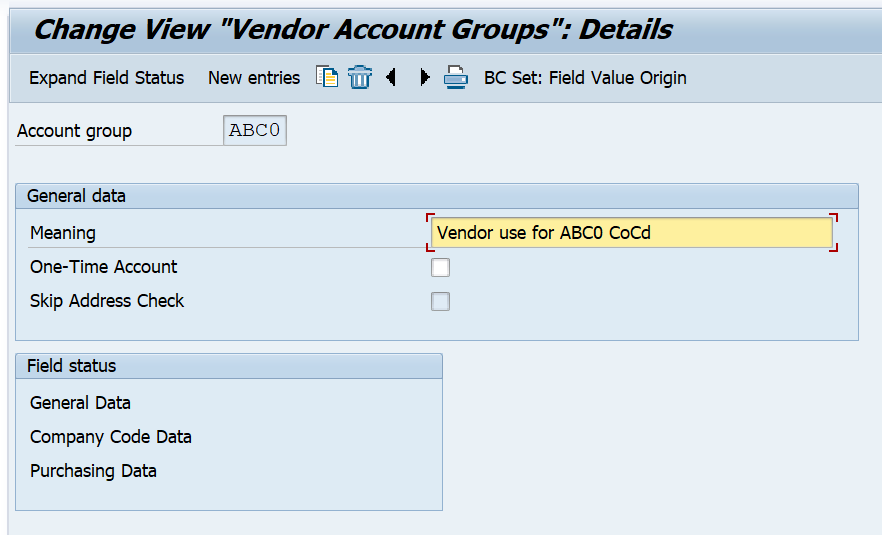 Change View "Vendor Account Groups": Details
Expand Field Status New entries BC Set: Field Value Origin
Account group ABC0
General data
Meaning Vendor use for ABC0 CoCd
One-Time Account
Skip Address Check
Field status
General Data
Company Code Data
Purchasing Data